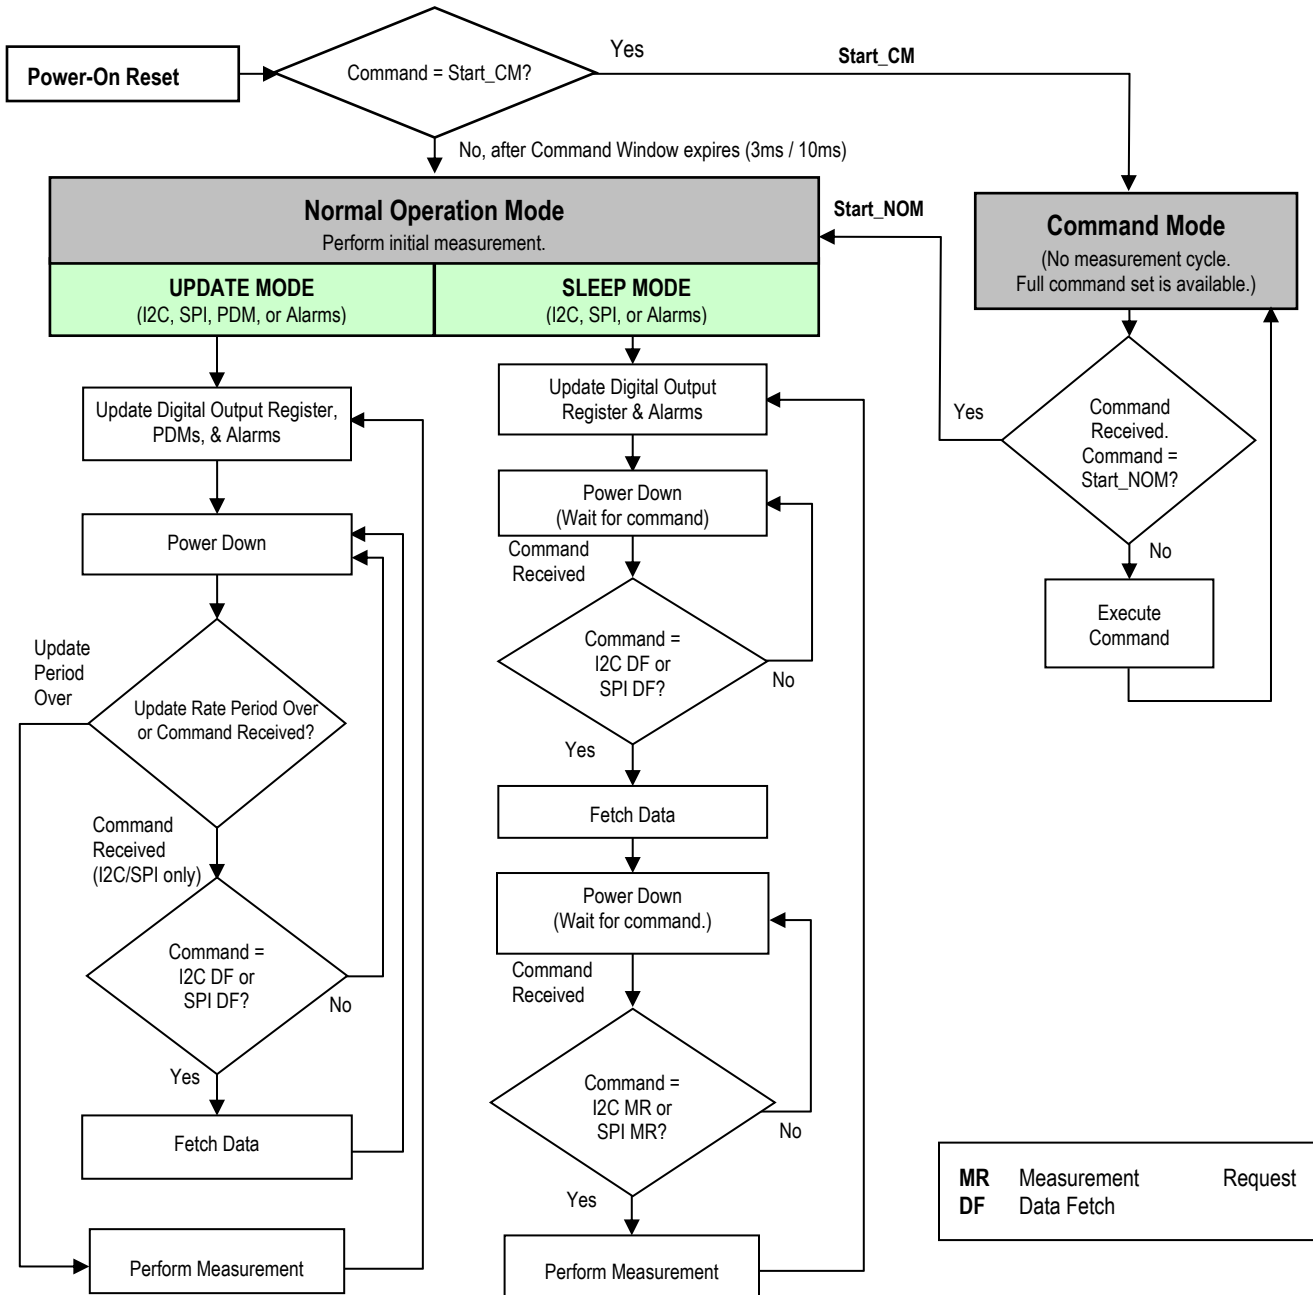 Power-On Reset
Command = Start_CM?
Yes
Start_CM
No, after Command Window expires (3ms / 10ms)
Normal Operation Mode
Perform initial measurement.
UPDATE MODE
(I2C, SPI, PDM, or Alarms)
SLEEP MODE
(I2C, SPI, or Alarms)
Start_NOM
Command Mode
(No measurement cycle.
Full command set is available.)
Yes
Command
Received.
Command =
Start_NOM?
No
Execute
Command
Update Digital Output Register,
PDMs, & Alarms
Power Down
Update
Period
Over
Update Rate Period Over
or Command Received?
Command
Received
(I2C/SPI only)
Command =
I2C DF or
SPI DF?
No
Yes
Fetch Data
Perform Measurement
Update Digital Output
Register & Alarms
Power Down
(Wait for command)
Command
Received
Command =
I2C DF or
SPI DF?
No
Yes
Fetch Data
Power Down
(Wait for command.)
Command
Received
Command =
I2C MR or
SPI MR?
No
Yes
Perform Measurement
MR Measurement Request
DF Data Fetch